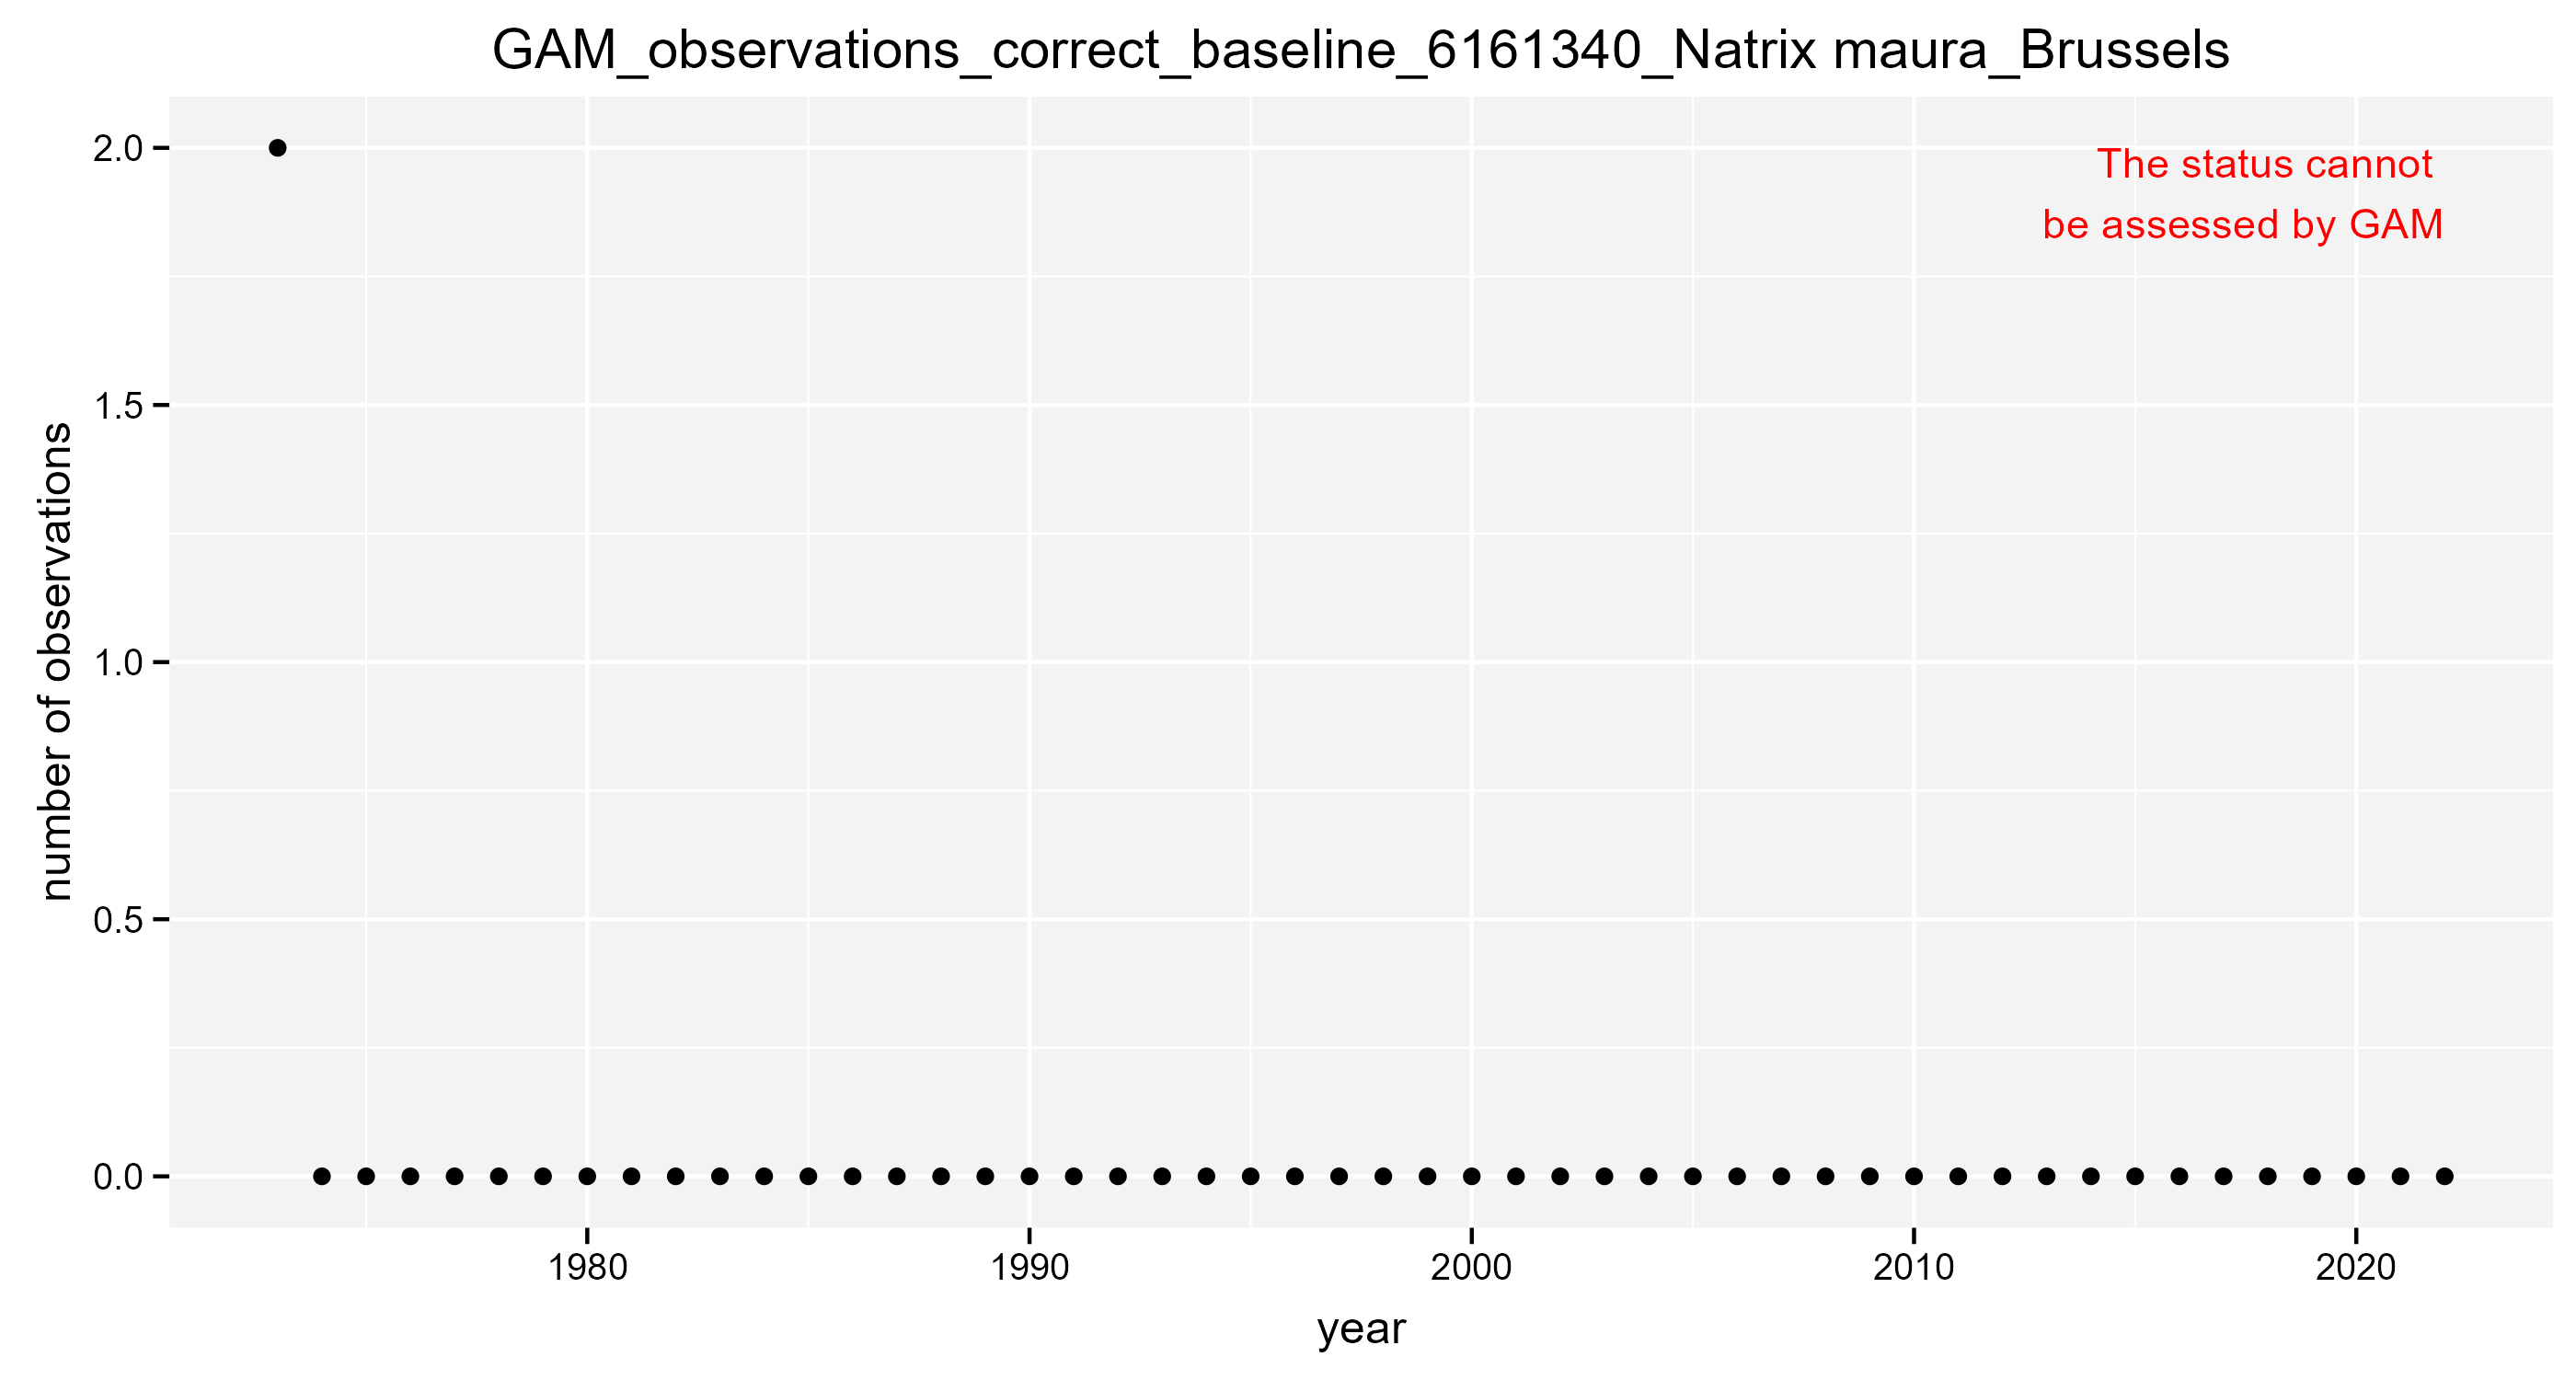 GAM_observations_correct_baseline_6161340_Natrix maura_Brussels
The status cannot
be assessed by GAM
number of observations
2.0
1.5
1.0
0.5
0.0
1980
1990
2000
2010
2020
year